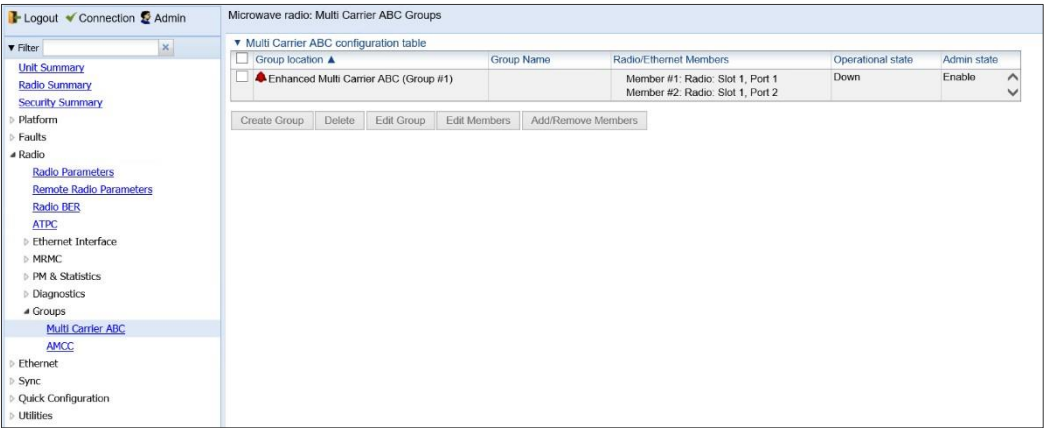 Logout Connection Admin
Microwave radio: Multi Carrier ABC Groups
▼ Filter
Unit Summary
Radio Summary
Security Summary
Platform
Faults
Radio
Radio Parameters
Remote Radio Parameters
Radio BER
ATPC
Ethernet Interface
MRMC
PM & Statistics
Diagnostics
Groups
Multi Carrier ABC
AMCC
Ethernet
Sync
Quick Configuration
Utilities
▼ Multi Carrier ABC configuration table
Group location ▲ Group Name Radio/Ethernet Members Operational state Admin state
Enhanced Multi Carrier ABC (Group #1) Member #1: Radio: Slot 1, Port 1 Down Enable
Member #2: Radio: Slot 1, Port 2
Create Group Delete Edit Group Edit Members Add/Remove Members